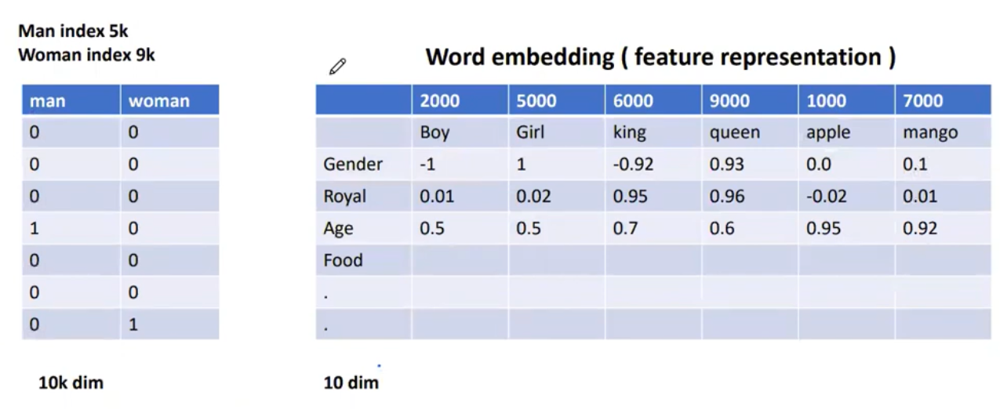 Man index 5k
Woman index 9k
man woman
0 0
0 0
0 0
1 0
0 0
0 0
0 1
10k dim
Word embedding ( feature representation )
2000 5000 6000 9000 1000 7000
Boy Girl king queen apple mango
Gender -1 1 -0.92 0.93 0.0 0.1
Royal 0.01 0.02 0.95 0.96 -0.02 0.01
Age 0.5 0.5 0.7 0.6 0.95 0.92
Food
.
.
10 dim